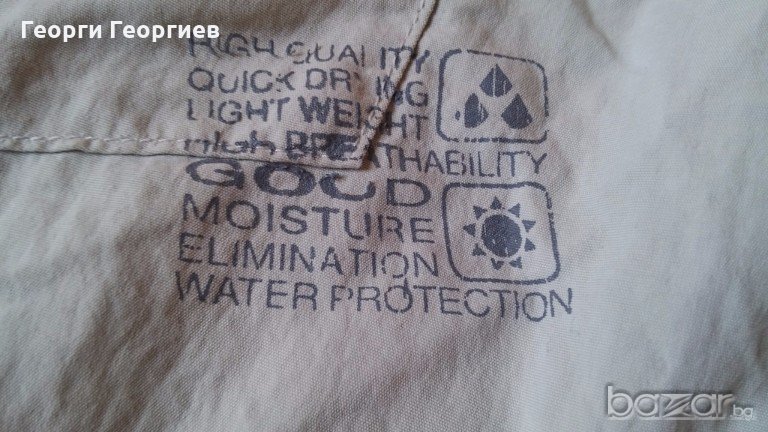 Георги Георгиев
HIGH QUALITY
QUICK DRYING
LIGHT WEIGHT
HIGH BREATHABILITY
GOOD
MOISTURE
ELIMINATION
WATER PROTECTION
bazar.bg